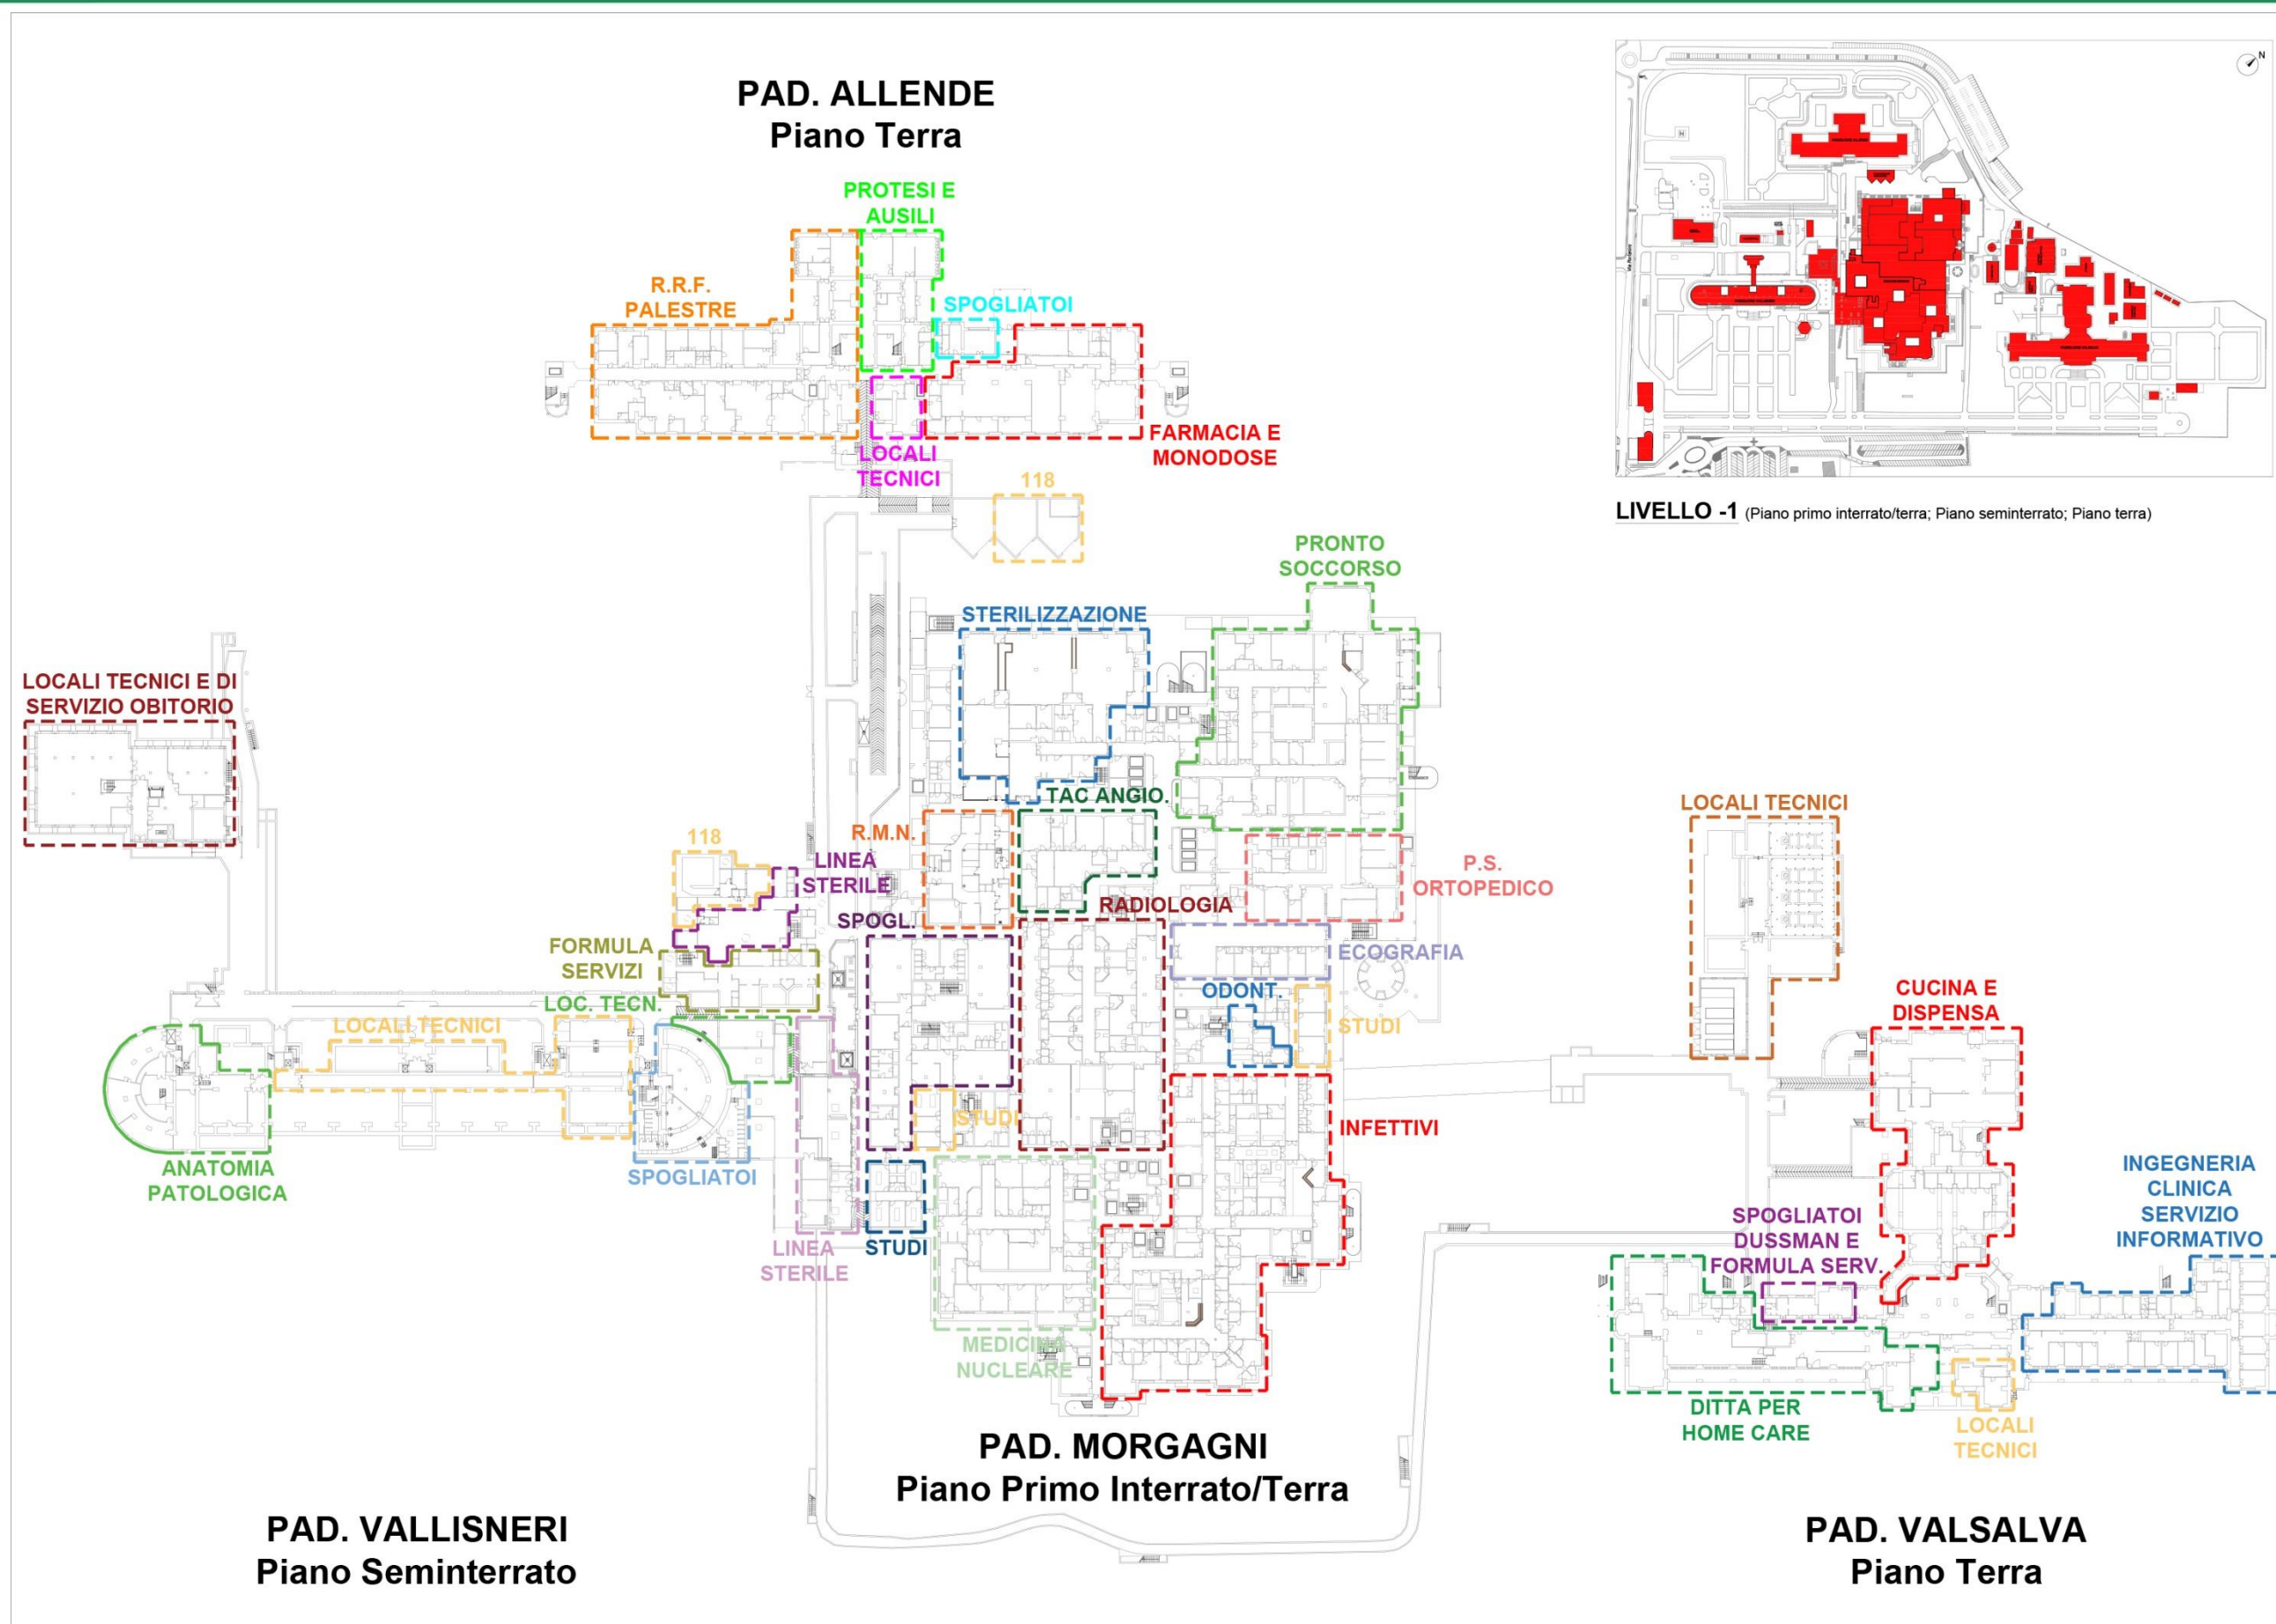 PAD. ALLENDE
Piano Terra
PROTESI E
AUSILI
R.R.F.
PALESTRE
SPOGLIATOI
FARMACIA E
MONODOSE
LOCALI
TECNICI
118
N
LIVELLO -1 (Piano primo interrato/terra; Piano seminterrato; Piano terra)
PRONTO
SOCCORSO
STERILIZZAZIONE
LOCALI TECNICI E DI
SERVIZIO OBITORIO
TAC ANGIO.
R.M.N.
118
LINEA
STERILE
P.S.
ORTOPEDICO
LOCALI TECNICI
SPOGL.
RADIOLOGIA
FORMULA
SERVIZI
ECOGRAFIA
LOC. TECN.
ODONT.
STUDI
LOCALI TECNICI
CUCINA E
DISPENSA
STUDI
INFETTIVI
ANATOMIA
PATOLOGICA
SPOGLIATOI
LINEA
STERILE
STUDI
INGEGNERIA
CLINICA
SERVIZIO
INFORMATIVO
SPOGLIATOI
DUSSMAN E
FORMULA SERV.
MEDICINA
NUCLEARE
DITTA PER
HOME CARE
LOCALI
TECNICI
PAD. MORGAGNI
Piano Primo Interrato/Terra
PAD. VALLISNERI
Piano Seminterrato
PAD. VALSALVA
Piano Terra